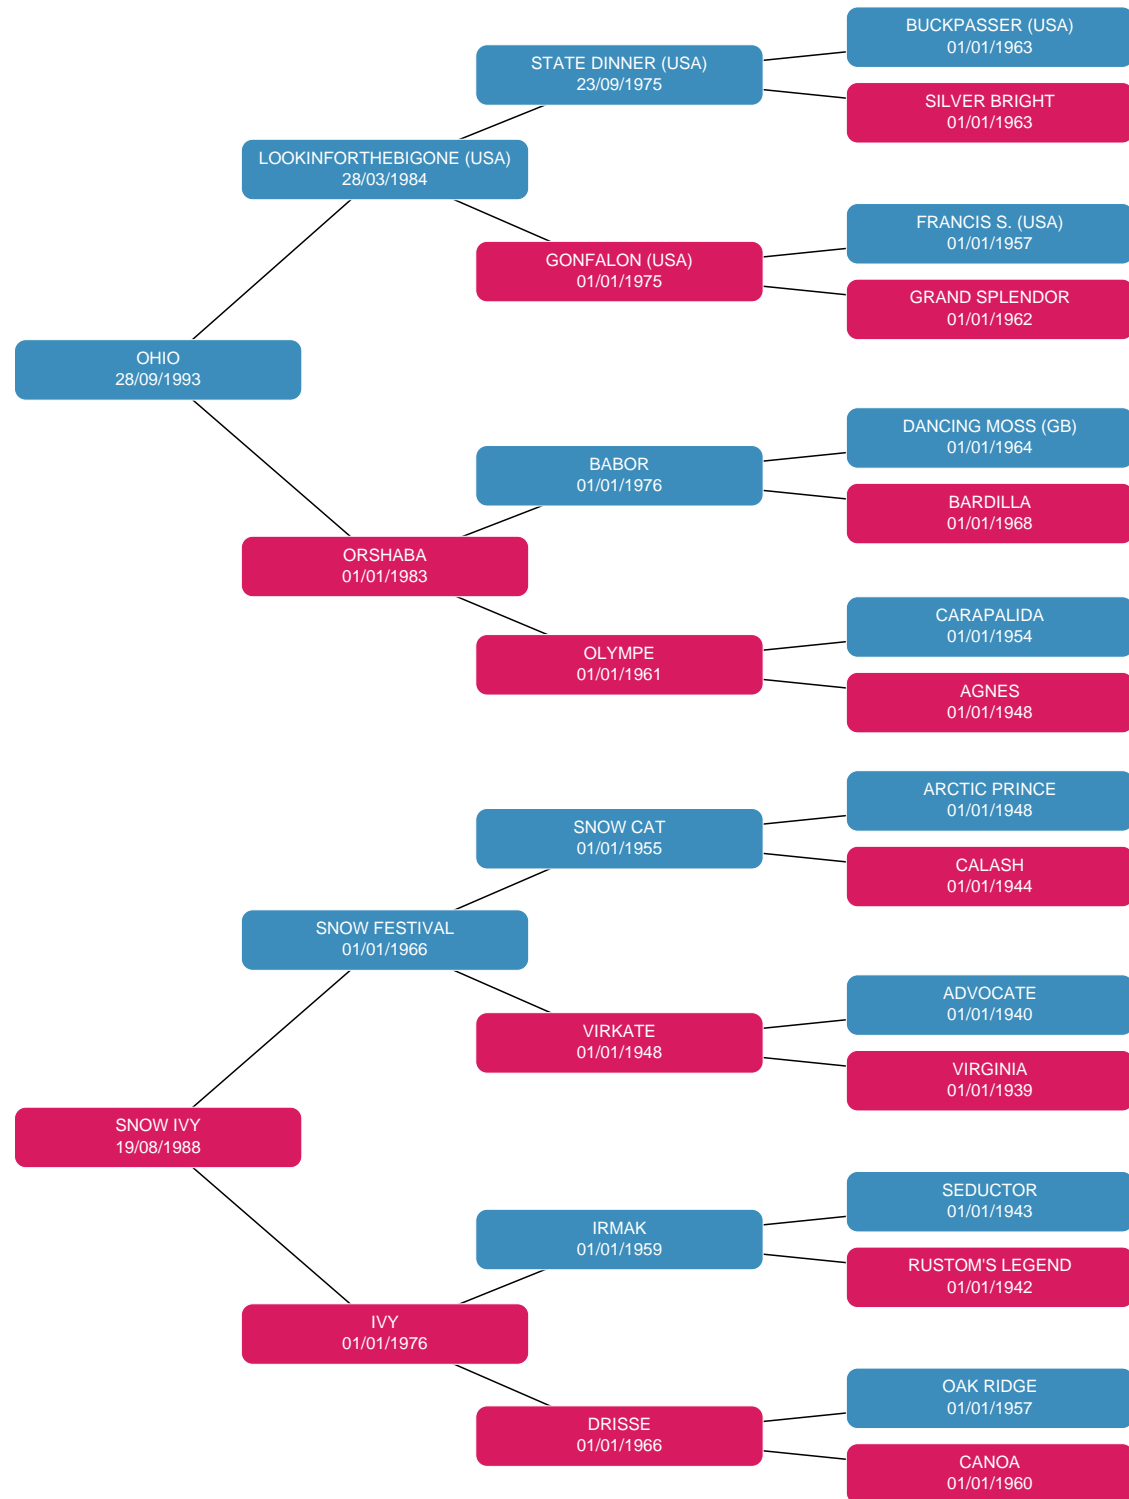 BUCKPASSER (USA)
01/01/1963
STATE DINNER (USA)
23/09/1975
SILVER BRIGHT
01/01/1963
LOOKINFORTHEBIGONE (USA)
28/03/1984
FRANCIS S. (USA)
01/01/1957
GONFALON (USA)
01/01/1975
GRAND SPLENDOR
01/01/1962
OHIO
28/09/1993
DANCING MOSS (GB)
01/01/1964
BABOR
01/01/1976
BARDILLA
01/01/1968
ORSHABA
01/01/1983
CARAPALIDA
01/01/1954
OLYMPE
01/01/1961
AGNES
01/01/1948
ARCTIC PRINCE
01/01/1948
SNOW CAT
01/01/1955
CALASH
01/01/1944
SNOW FESTIVAL
01/01/1966
ADVOCATE
01/01/1940
VIRKATE
01/01/1948
VIRGINIA
01/01/1939
SNOW IVY
19/08/1988
SEDUCTOR
01/01/1943
IRMAK
01/01/1959
RUSTOM'S LEGEND
01/01/1942
IVY
01/01/1976
OAK RIDGE
01/01/1957
DRISSE
01/01/1966
CANOA
01/01/1960